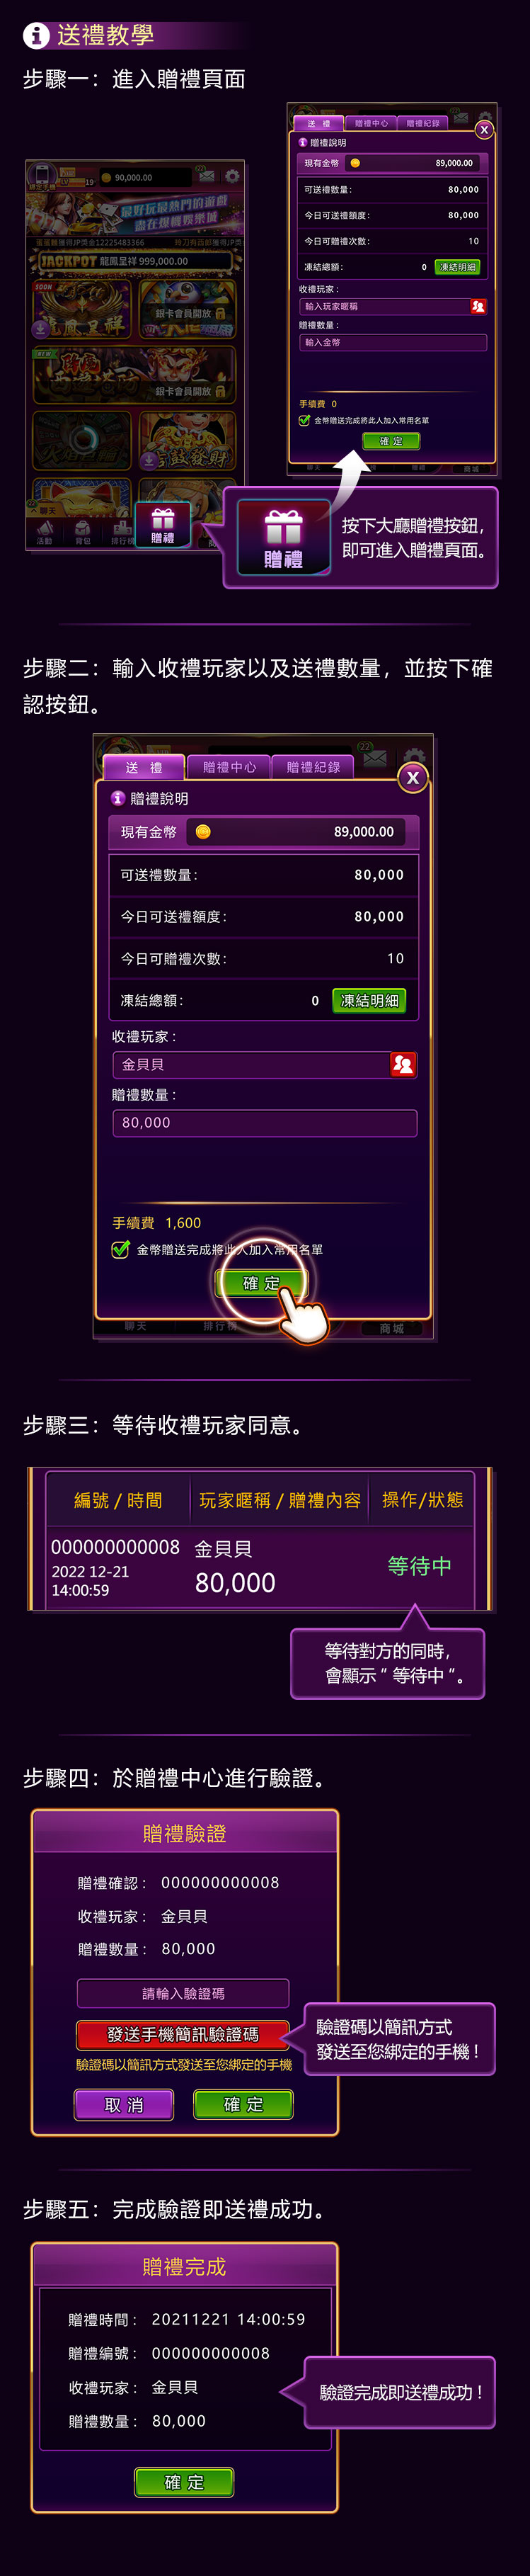 送禮教學
步驟一：進入贈禮頁面
90,000.00
最好玩最熱門的遊戲
盡在爆機娛樂城
JACKPOT 龍鳳呈祥 999,000.00
SOON
銀卡會員開放
NEW
銀卡會員開放
聊天
活動
背包
排行榜
贈禮
送 禮
贈禮中心
贈禮紀錄
X
贈禮說明
現有金幣
89,000.00
可送禮數量：
80,000
今日可送禮額度：
80,000
今日可贈禮次數：
10
凍結總額：
0
凍結明細
收禮玩家：
輸入玩家暱稱
贈禮數量：
輸入金幣
手續費 0
金幣贈送完成將此人加入常用名單
確 定
商城
贈禮
按下大廳贈禮按鈕，
即可進入贈禮頁面。
步驟二：輸入收禮玩家以及送禮數量，並按下確
認按鈕。
22
送 禮
贈禮中心
贈禮紀錄
X
贈禮說明
現有金幣
89,000.00
可送禮數量：
80,000
今日可送禮額度：
80,000
今日可贈禮次數：
10
凍結總額：
0
凍結明細
收禮玩家：
金貝貝
贈禮數量：
80,000
手續費 1,600
金幣贈送完成將此人加入常用名單
確 定
聊天
排行榜
商城
步驟三：等待收禮玩家同意。
編號 / 時間
玩家暱稱 / 贈禮內容
操作/狀態
000000000008
金貝貝
2022 12-21
14:00:59
80,000
等待中
等待對方的同時，
會顯示 “ 等待中 “。
步驟四：於贈禮中心進行驗證。
贈禮驗證
贈禮確認： 000000000008
收禮玩家： 金貝貝
贈禮數量： 80,000
請輸入驗證碼
發送手機簡訊驗證碼
驗證碼以簡訊方式發送至您綁定的手機
取 消
確 定
驗證碼以簡訊方式
發送至您綁定的手機！
步驟五：完成驗證即送禮成功。
贈禮完成
贈禮時間： 20211221 14:00:59
贈禮編號： 000000000008
收禮玩家： 金貝貝
贈禮數量： 80,000
確 定
驗證完成即送禮成功！